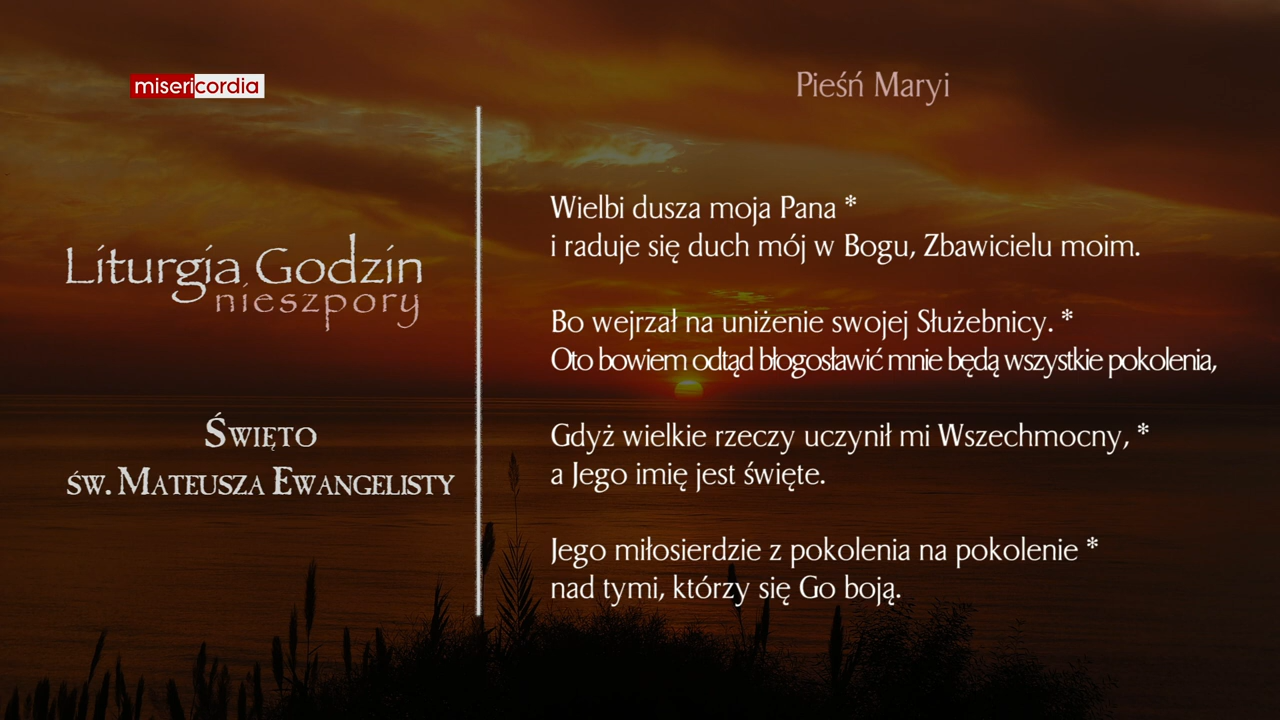 misericordia
Liturgia Godzin
nieszpory
Święto
św. Mateusza Ewangelisty
Pieśń Maryi
Wielbi dusza moja Pana *
i raduje się duch mój w Bogu, Zbawicielu moim.
Bo wejrzał na uniżenie swojej Służebnicy. *
Oto bowiem odtąd błogosławić mnie będą wszystkie pokolenia,
Gdyż wielkie rzeczy uczynił mi Wszechmocny, *
a Jego imię jest święte.
Jego miłosierdzie z pokolenia na pokolenie *
nad tymi, którzy się Go boją.